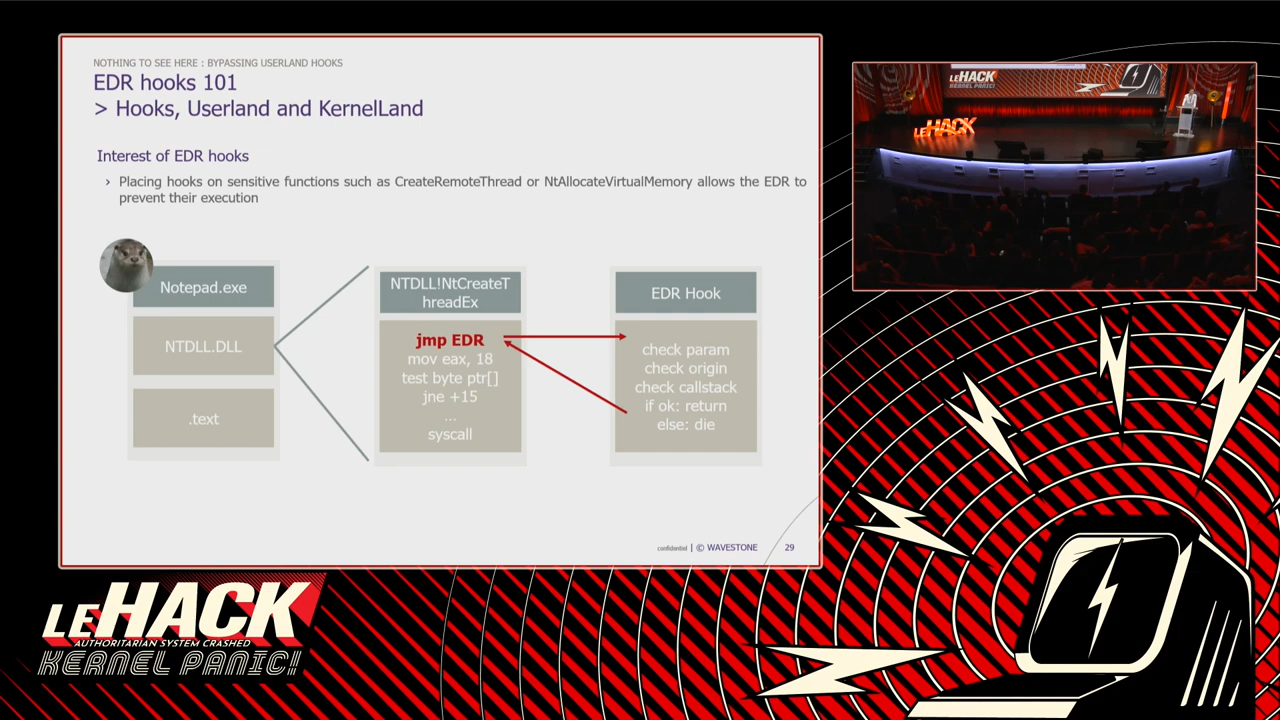 NOTHING TO SEE HERE : BYPASSING USERLAND HOOKS
EDR hooks 101
> Hooks, Userland and KernelLand
Interest of EDR hooks
› Placing hooks on sensitive functions such as CreateRemoteThread or NtAllocateVirtualMemory allows the EDR to
prevent their execution
Notepad.exe
NTDLL.DLL
.text
NTDLL!NtCreateT
hreadEx
jmp EDR
mov eax, 18
test byte ptr[]
jne +15
...
syscall
EDR Hook
check param
check origin
check callstack
if ok: return
else: die
confidentiel | © WAVESTONE 29
LEHACK
KERNEL PANIC!
LEHACK
LEHACK
AUTHORITARIAN SYSTEM CRASHED
KERNEL PANIC!